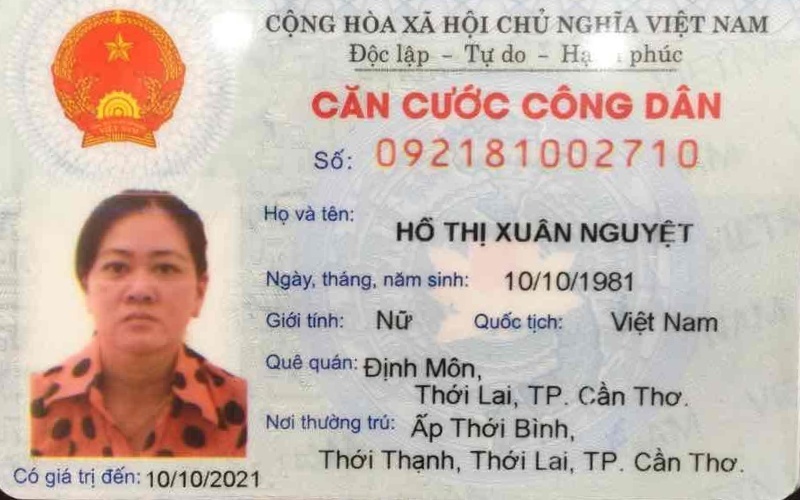 CỘNG HÒA XÃ HỘI CHỦ NGHĨA VIỆT NAM
Độc lập - Tự do - phúc
CĂN CƯỚC CÔNG DÂN
Số: 092181002710
Họ và tên: HỒ THỊ XUÂN NGUYỆT
Ngày, tháng, năm sinh: 10/10/1981
Giới tính: Nữ Quốc tịch: Việt Nam
Quê quán: Định Môn,
Thới Lai, TP. Cần Thơ.
Nơi thường trú: Ấp Thới Bình,
Thới Thạnh, Thới Lai, TP. Cần Thơ.
Có giá trị đến: 10/10/2021